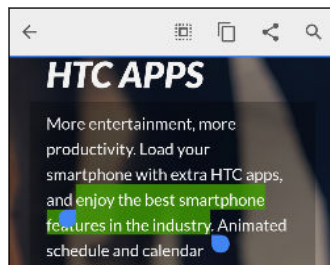 HTC APPS
More entertainment, more
productivity. Load your
smartphone with extra HTC apps,
and enjoy the best smartphone
features in the industry. Animated
schedule and calendar